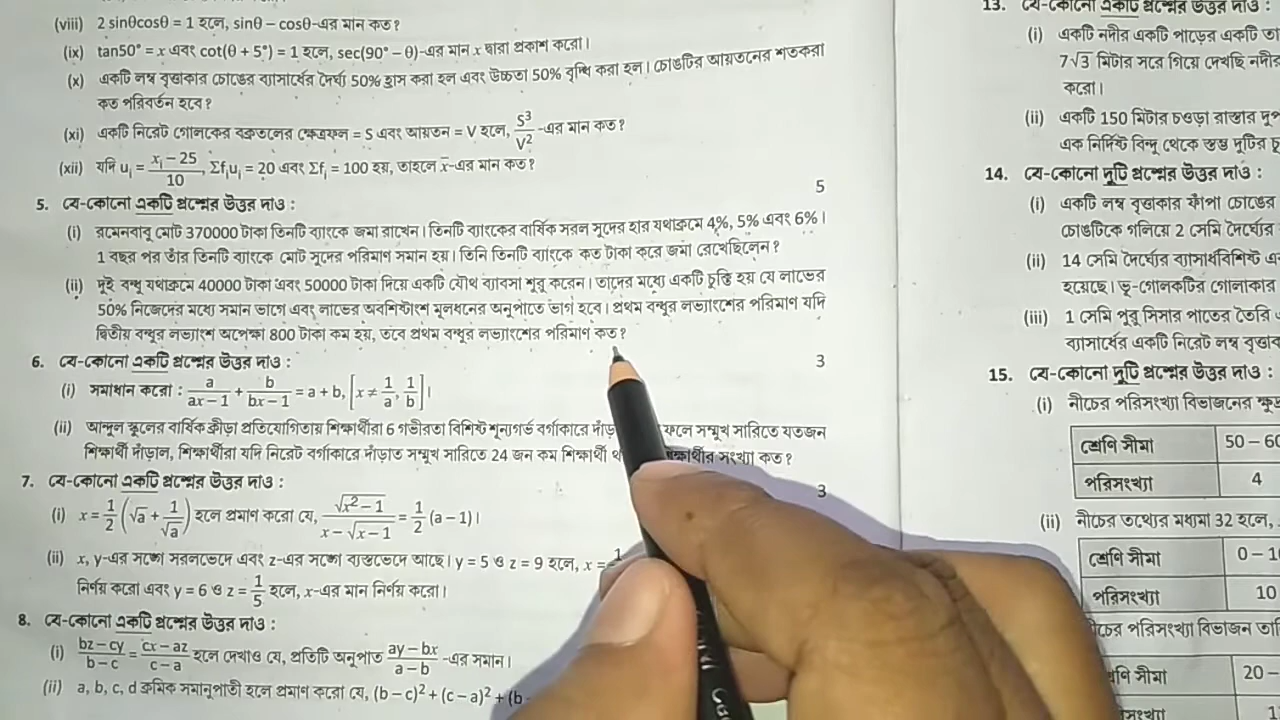 (viii) 2 sinθcosθ = 1 হলে, sinθ – cosθ-এর মান কত?
(ix) tan50° = x এবং cot(θ + 5°) = 1 হলে, sec(90° – θ)-এর মান x দ্বারা প্রকাশ করো।
(x) একটি লম্ব বৃত্তাকার চোঙের ব্যাসার্ধের দৈর্ঘ্য 50% হ্রাস করা হল এবং উচ্চতা 50% বৃদ্ধি করা হল। চোঙটির আয়তনের শতকরা
কত পরিবর্তন হবে?
(xi) একটি নিরেট গোলকের বক্রতলের ক্ষেত্রফল = S এবং আয়তন = V হলে, S³/V²-এর মান কত?
(xii) যদি uᵢ = (xᵢ – 25)/10, Σfᵢuᵢ = 20 এবং Σfᵢ = 100 হয়, তাহলে x̄-এর মান কত?
5. যে-কোনো একটি প্রশ্নের উত্তর দাও : 5
(i) রমেনবাবু মোট 370000 টাকা তিনটি ব্যাংকে জমা রাখেন। তিনটি ব্যাংকের বার্ষিক সরল সুদের হার যথাক্রমে 4%, 5% এবং 6%।
1 বছর পর তাঁর তিনটি ব্যাংকে মোট সুদের পরিমাণ সমান হয়। তিনি তিনটি ব্যাংকে কত টাকা করে জমা রেখেছিলেন?
(ii) দুই বন্ধু যথাক্রমে 40000 টাকা এবং 50000 টাকা দিয়ে একটি যৌথ ব্যাবসা শুরু করেন। তাদের মধ্যে একটি চুক্তি হয় যে লাভের
50% নিজেদের মধ্যে সমান ভাগে এবং লাভের অবশিষ্টাংশ মূলধনের অনুপাতে ভাগ হবে। প্রথম বন্ধুর লভ্যাংশের পরিমাণ যদি
দ্বিতীয় বন্ধুর লভ্যাংশ অপেক্ষা 800 টাকা কম হয়, তবে প্রথম বন্ধুর লভ্যাংশের পরিমাণ কত?
6. যে-কোনো একটি প্রশ্নের উত্তর দাও : 3
(i) সমাধান করো : a/(ax – 1) + b/(bx – 1) = a + b, [x ≠ 1/a, 1/b]।
(ii) আব্দুল স্কুলের বার্ষিক ক্রীড়া প্রতিযোগিতায় শিক্ষার্থীরা 6 গভীরতা বিশিষ্ট শূন্যগর্ভ বর্গাকারে ফলে সম্মুখ সারিতে যতজন
শিক্ষার্থী দাঁড়াল, শিক্ষার্থীরা যদি নিরেট বর্গাকারে দাঁড়াত সম্মুখ সারিতে 24 জন কম শিক্ষার্থী সংখ্যা কত?
7. যে-কোনো একটি প্রশ্নের উত্তর দাও : 3
(i) x = 1/2 (√a + 1/√a) হলে প্রমাণ করো যে, √(x² – 1)/(x – √(x – 1)) = 1/2 (a – 1)।
(ii) x, y-এর সঙ্গে সরলভেদে এবং z-এর সঙ্গে ব্যস্তভেদে আছে। y = 5 ও z = 9 হলে, x =
নির্ণয় করো এবং y = 6 ও z = 1/5 হলে, x-এর মান নির্ণয় করো।
8. যে-কোনো একটি প্রশ্নের উত্তর দাও :
(i) (bz – cy)/(b – c) = (cx – az)/(c – a) হলে দেখাও যে, প্রতিটি অনুপাত (ay – bx)/(a – b)-এর সমান।
(ii) a, b, c, d ক্রমিক সমানুপাতী হলে প্রমাণ করো যে, (b – c)² + (c – a)² + (b
13. যে-কোনো একটি প্রশ্নের উত্তর দাও :
(i) একটি নদীর একটি পাড়ের একটি
7√3 মিটার সরে গিয়ে দেখছি
করো।
(ii) একটি 150 মিটার চওড়া রাস্তার
এক নির্দিষ্ট বিন্দু থেকে স্তম্ভ দুটির
14. যে-কোনো দুটি প্রশ্নের উত্তর দাও :
(i) একটি লম্ব বৃত্তাকার ফাঁপা চোঙের
চোঙটিকে গলিয়ে 2 সেমি দৈর্ঘ্যের
(ii) 14 সেমি দৈর্ঘ্যের ব্যাসার্ধবিশিষ্ট
হয়েছে। ভূ-গোলকটির গোলাকার
(iii) 1 সেমি পুরু সিসার পাতের তৈরি
ব্যাসার্ধের একটি নিরেট লম্ব
15. যে-কোনো দুটি প্রশ্নের উত্তর দাও :
(i) নীচের পরিসংখ্যা বিভাজনের
শ্রেণি সীমা 50 – 60
পরিসংখ্যা 4
(ii) নীচের তথ্যের মধ্যমা 32 হলে,
শ্রেণি সীমা 0 – 10
পরিসংখ্যা 10
পরিসংখ্যা বিভাজন
সীমা 20 –